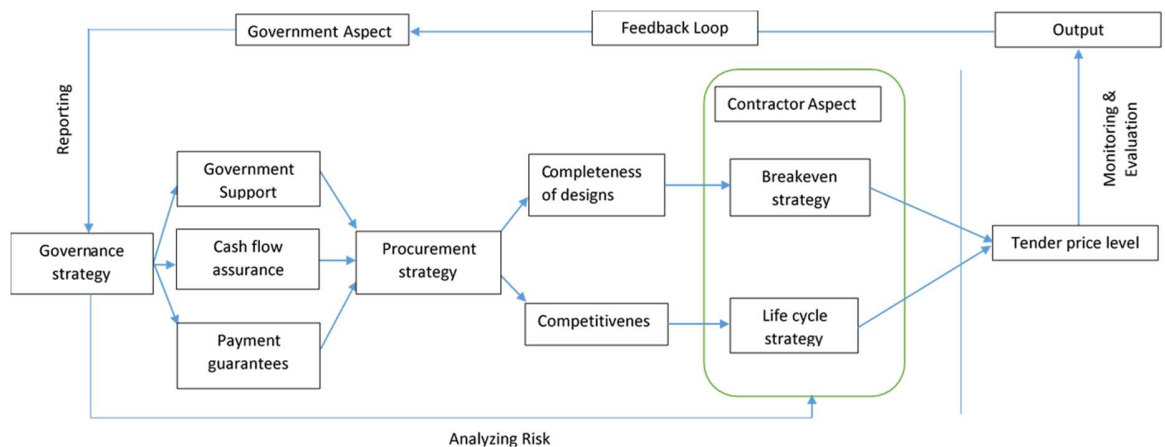 Government Aspect
Feedback Loop
Output
Reporting
Contractor Aspect
Monitoring &
Evaluation
Government
Support
Completeness
of designs
Breakeven
strategy
Governance
strategy
Cash flow
assurance
Procurement
strategy
Tender price level
Payment
guarantees
Competitivenes
Life cycle
strategy
Analyzing Risk